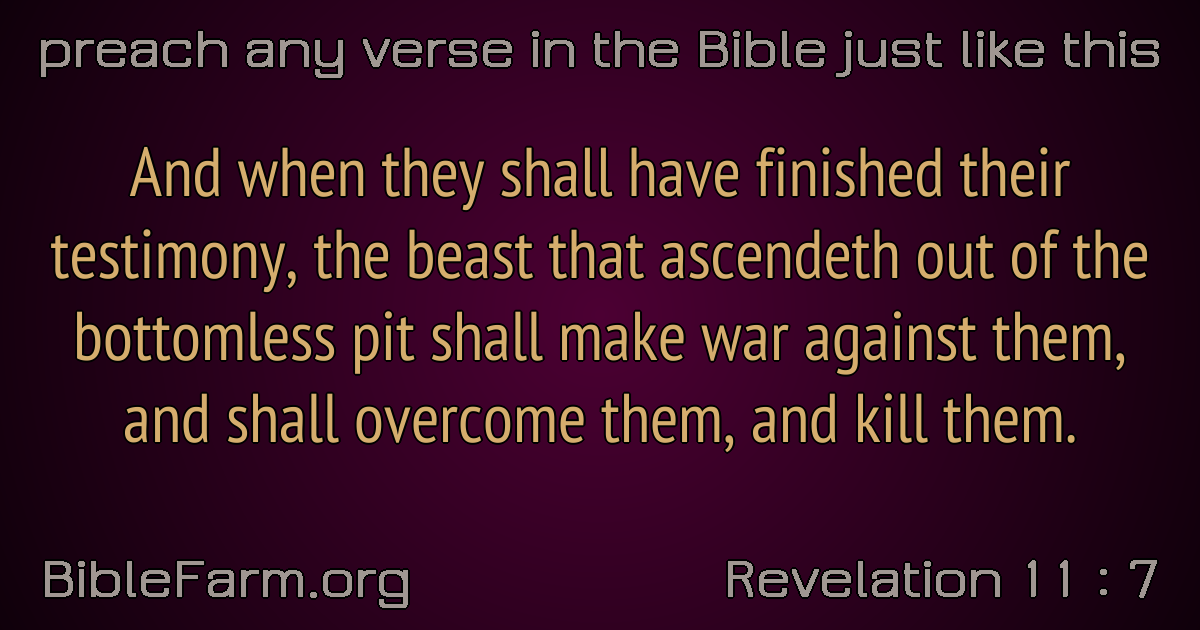 preach any verse in the Bible just like this
And when they shall have finished their
testimony, the beast that ascendeth out of the
bottomless pit shall make war against them,
and shall overcome them, and kill them.
BibleFarm.org
Revelation 11 : 7